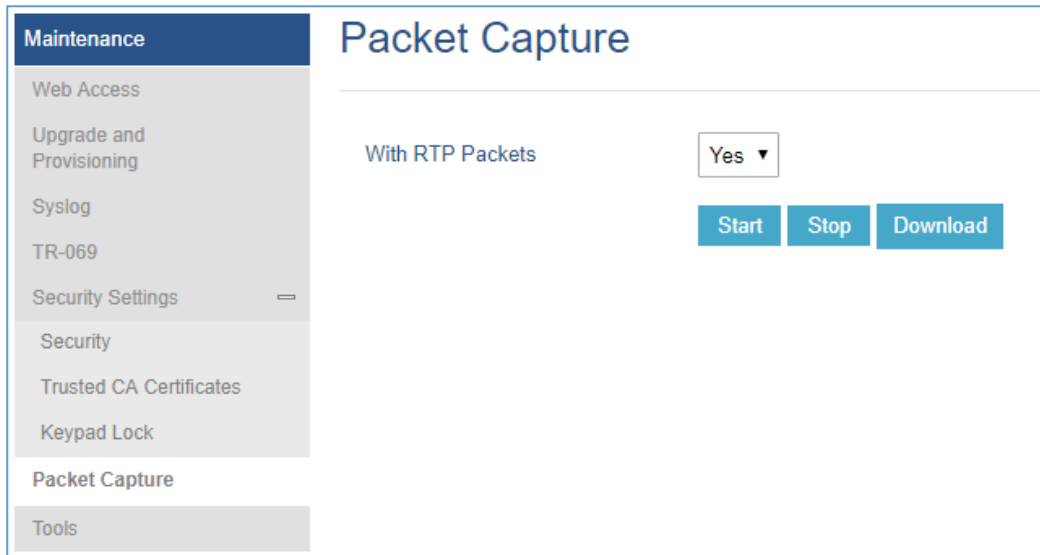 Maintenance
Web Access
Upgrade and
Provisioning
Syslog
TR-069
Security Settings
Security
Trusted CA Certificates
Keypad Lock
Packet Capture
Tools
Packet Capture
With RTP Packets
Yes
Start Stop Download